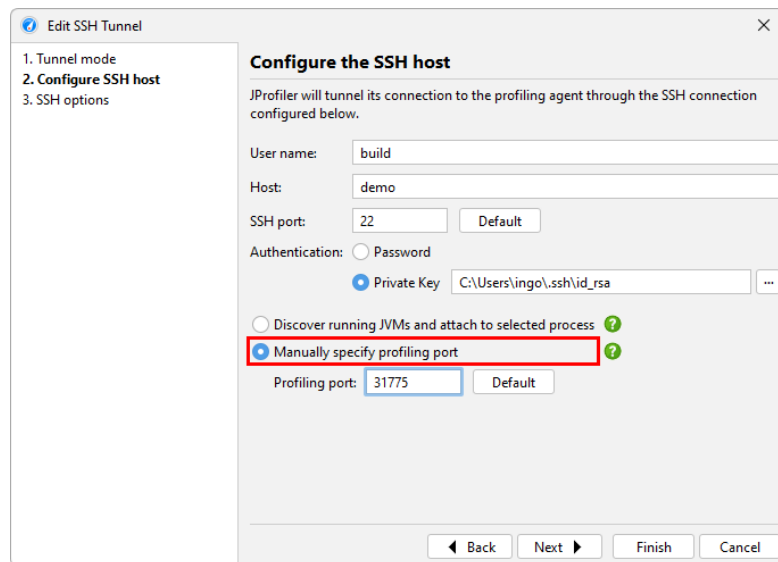 Edit SSH Tunnel
1. Tunnel mode
2. Configure SSH host
3. SSH options
Configure the SSH host
JProfiler will tunnel its connection to the profiling agent through the SSH connection
configured below.
User name: build
Host: demo
SSH port: 22 Default
Authentication: Password
Private Key C:\Users\ingo\.ssh\id_rsa ...
Discover running JVMs and attach to selected process ?
Manually specify profiling port ?
Profiling port: 31775 Default
Back Next Finish Cancel